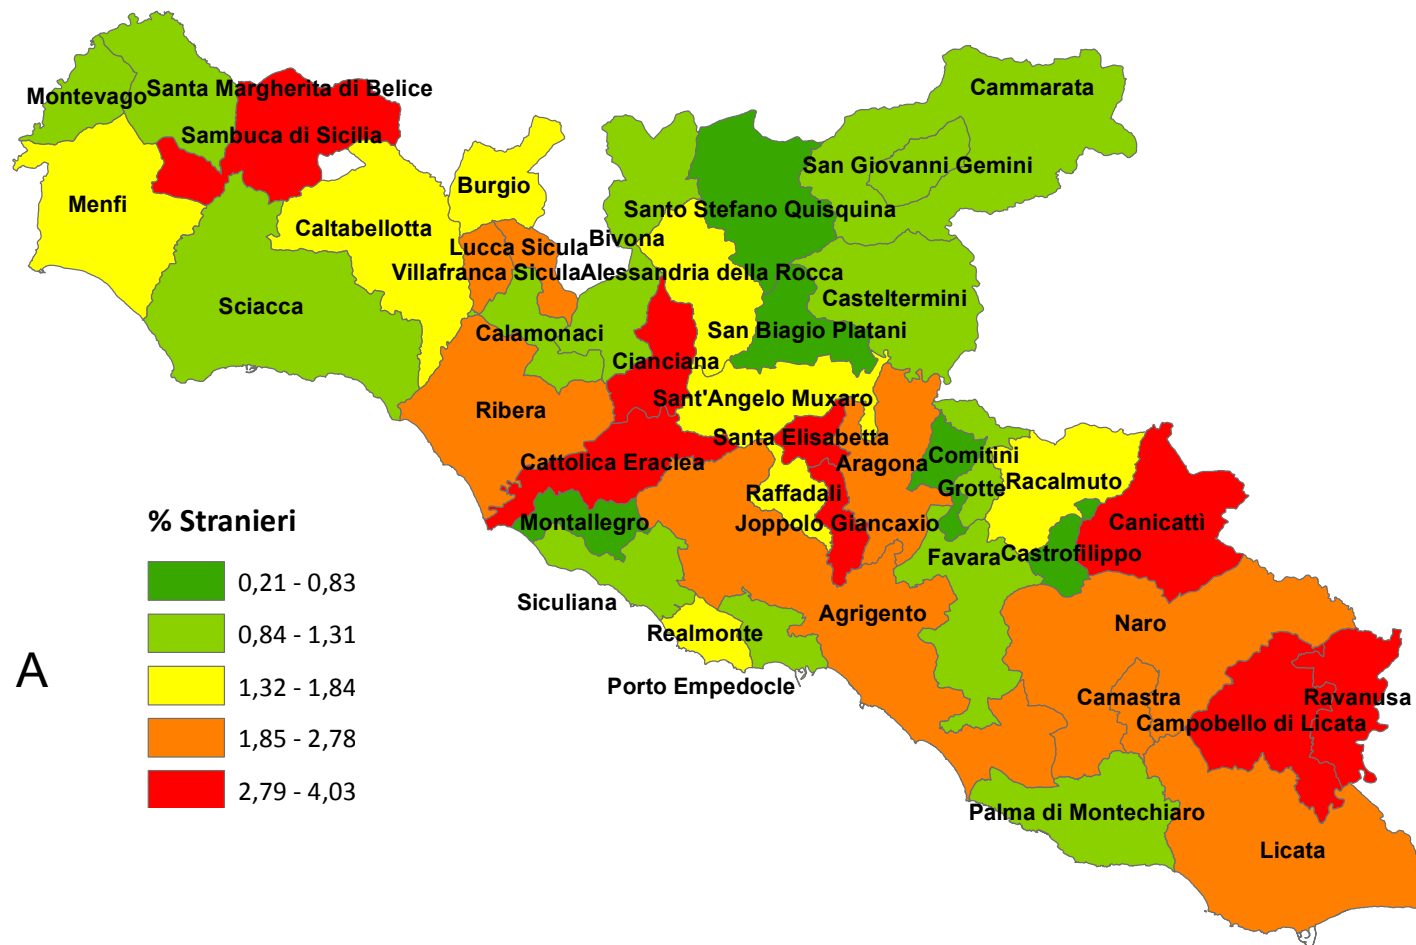 Cammarata
Santa Margherita di Belice
Montevago
Sambuca di Sicilia
San Giovanni Gemini
Burgio
Menfi
Santo Stefano Quisquina
Caltabellotta
Bivona
Lucca Sicula
Villafranca Sicula
Alessandria della Rocca
Casteltermini
Sciacca
San Biagio Platani
Calamonaci
Cianciana
Sant'Angelo Muxaro
Ribera
Santa Elisabetta
Comitini
Cattolica Eraclea
Aragona
Racalmuto
Grotte
Raffadali
Montallegro
Joppolo Giancaxio
Canicattì
Favara
Castrofilippo
Siculiana
Agrigento
Naro
Realmonte
Porto Empedocle
Camastra
Ravanusa
Campobello di Licata
Palma di Montechiaro
Licata
% Stranieri
0,21 - 0,83
0,84 - 1,31
1,32 - 1,84
1,85 - 2,78
2,79 - 4,03
A